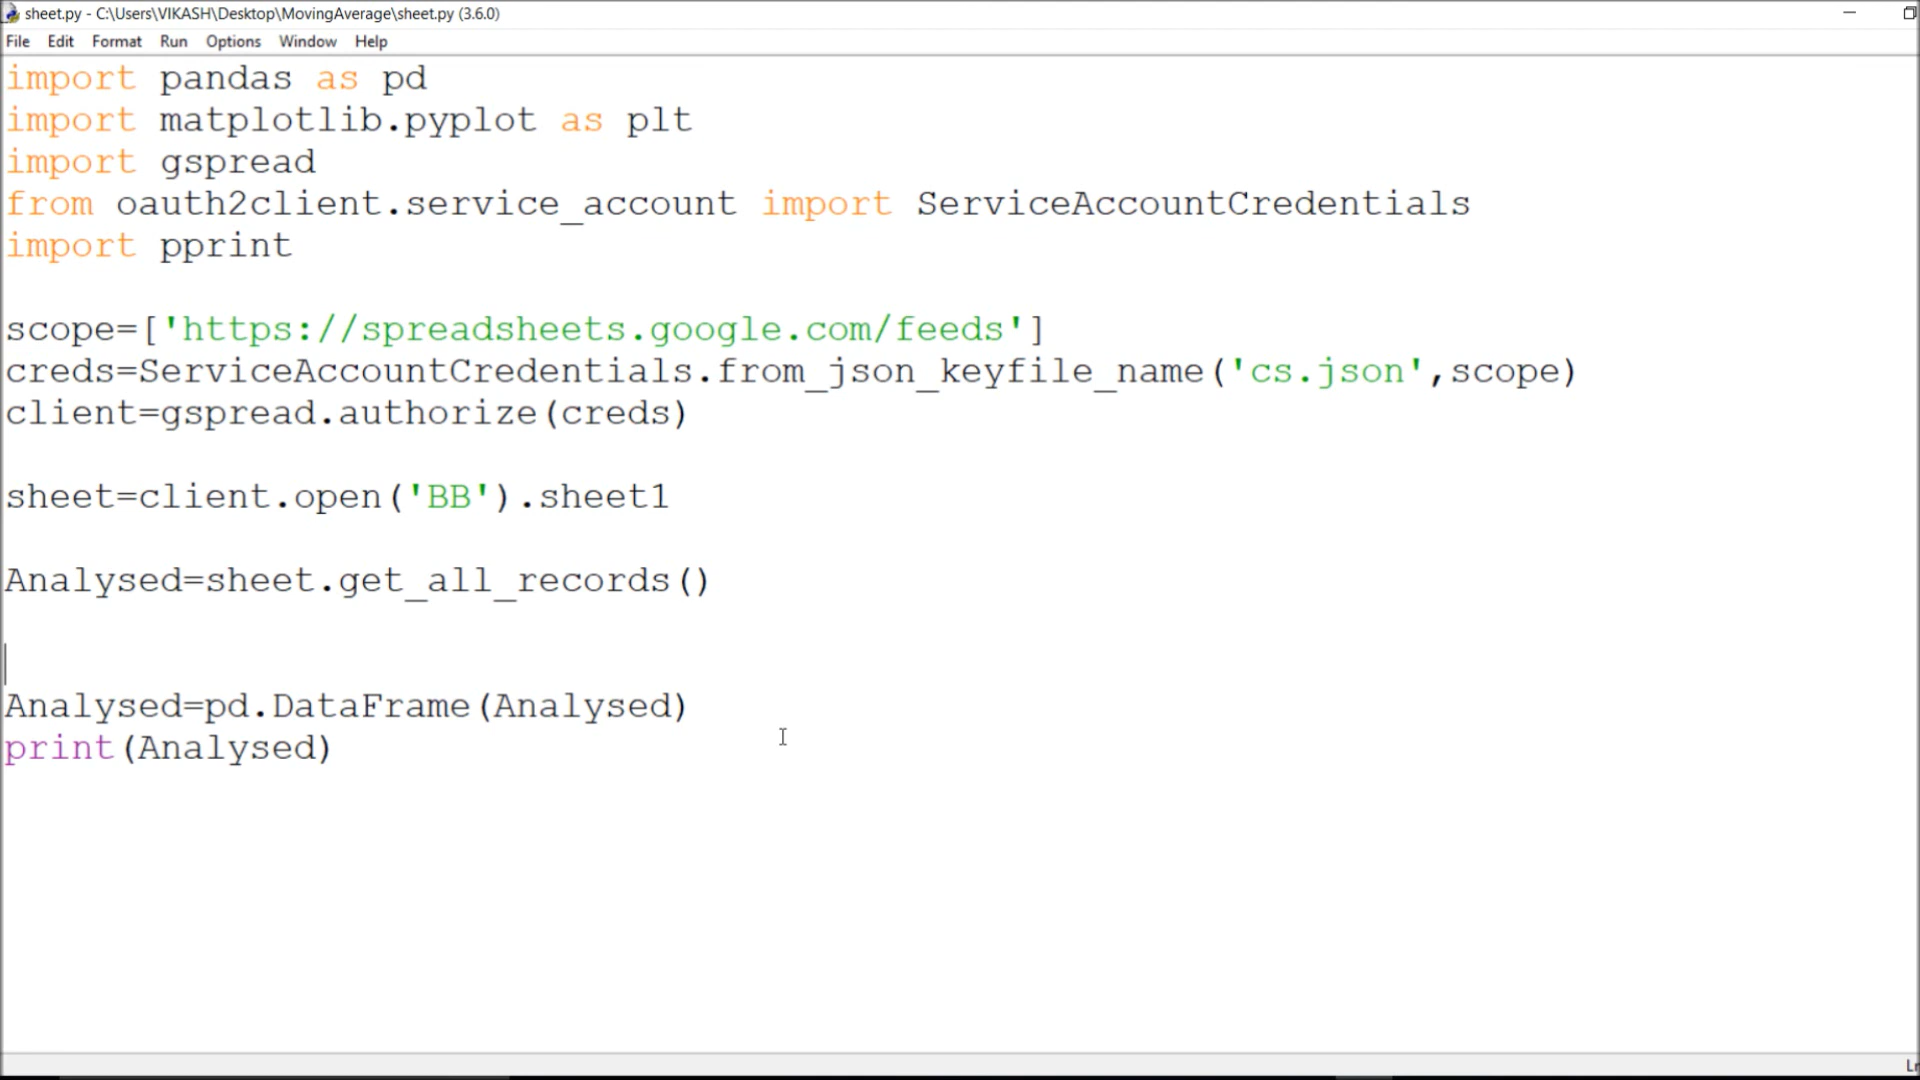 sheet.py - C:\Users\VIKASH\Desktop\MovingAverage\sheet.py (3.6.0)
File Edit Format Run Options Window Help
import pandas as pd
import matplotlib.pyplot as plt
import gspread
from oauth2client.service_account import ServiceAccountCredentials
import pprint
scope=['https://spreadsheets.google.com/feeds']
creds=ServiceAccountCredentials.from_json_keyfile_name('cs.json',scope)
client=gspread.authorize(creds)
sheet=client.open('BB').sheet1
Analysed=sheet.get_all_records()
Analysed=pd.DataFrame(Analysed)
print(Analysed)